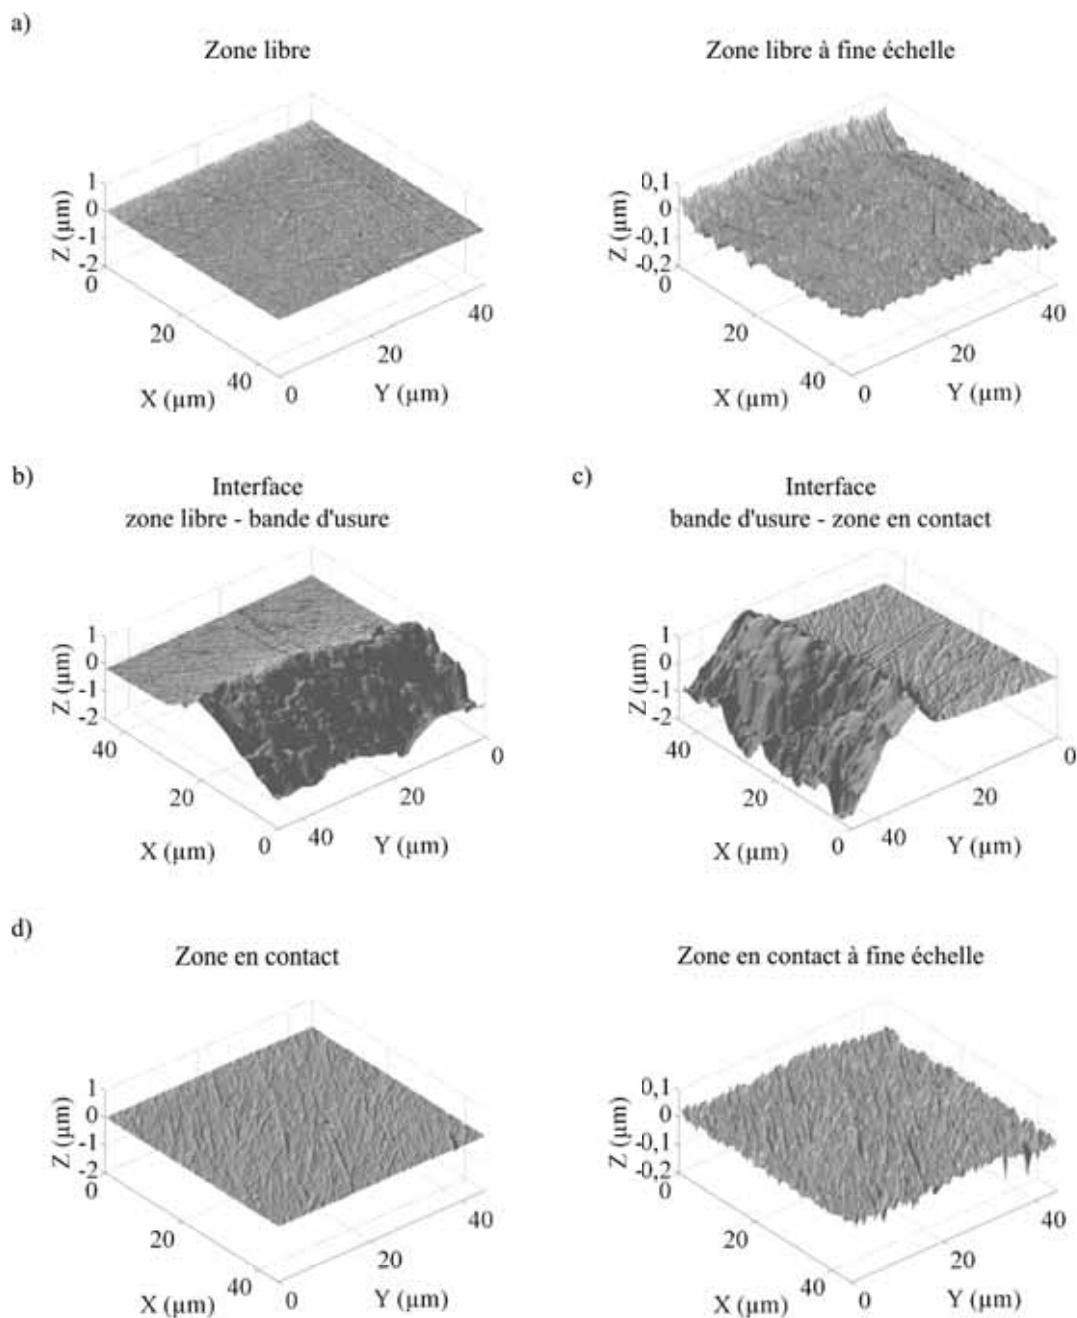 a)
Zone libre
Zone libre à fine échelle
Z (µm)
1
0
-1
-2
0
20
40
X (µm)
0
20
40
Y (µm)
Z (µm)
0,1
0
-0,1
-0,2
0
20
40
X (µm)
0
20
40
Y (µm)
b)
Interface
zone libre - bande d'usure
c)
Interface
bande d'usure - zone en contact
Z (µm)
1
0
-1
-2
40
20
0
X (µm)
40
20
0
Y (µm)
Z (µm)
1
0
-1
-2
40
20
0
X (µm)
40
20
0
Y (µm)
d)
Zone en contact
Zone en contact à fine échelle
Z (µm)
1
0
-1
-2
0
20
40
X (µm)
0
20
40
Y (µm)
Z (µm)
0,1
0
-0,1
-0,2
0
20
40
X (µm)
0
20
40
Y (µm)